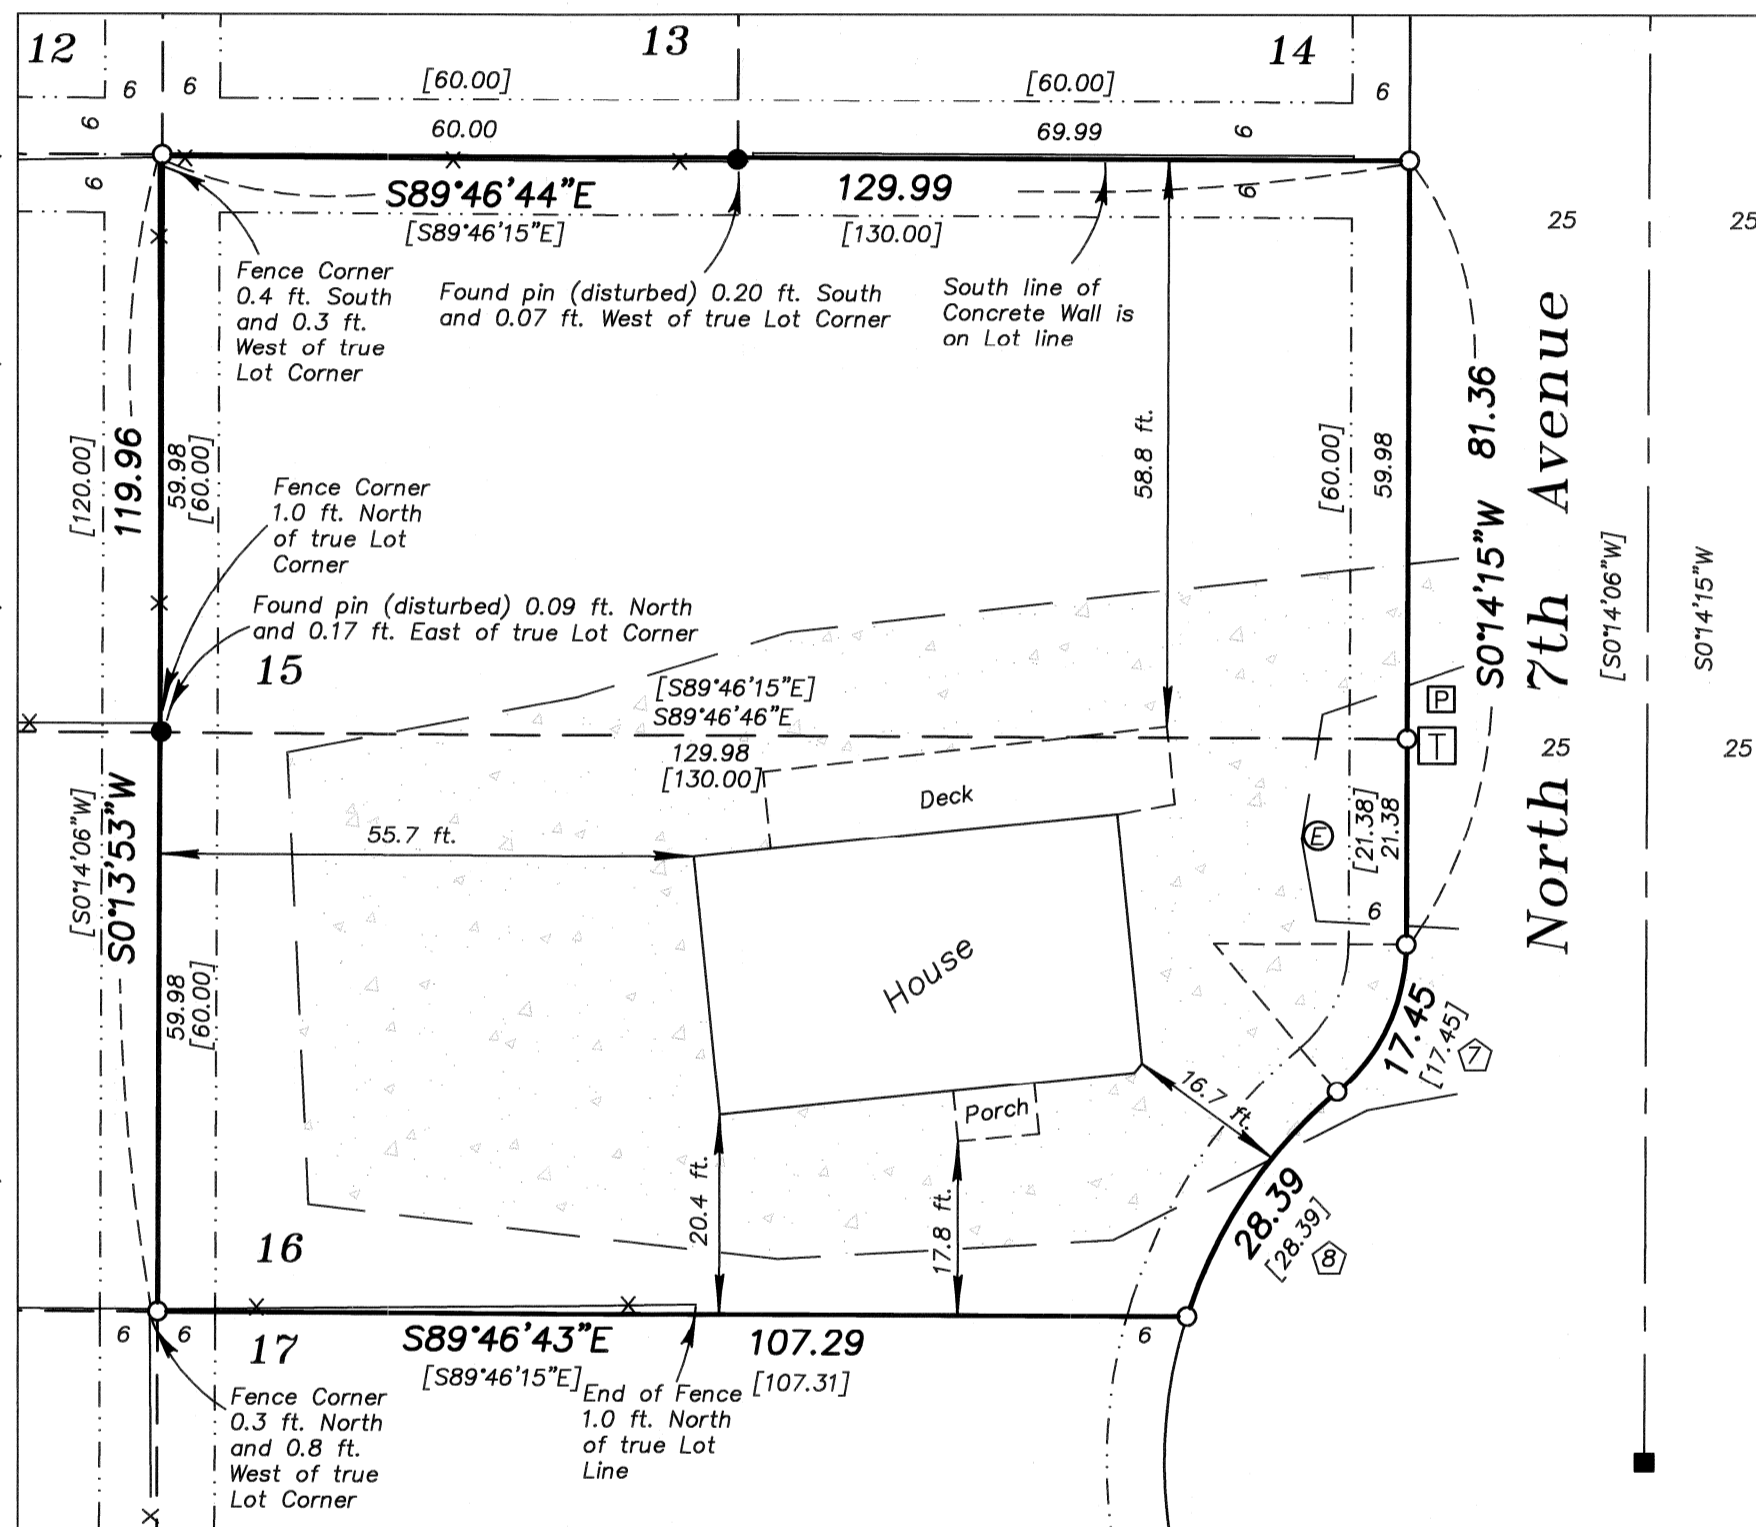 12
13
14
6
6
[60.00]
[60.00]
6
6
60.00
69.99
6
S89°46'44"E
129.99
6
6
[S89°46'15"E]
[130.00]
25
25
Fence Corner
0.4 ft. South
and 0.3 ft.
West of true
Lot Corner
Found pin (disturbed) 0.20 ft. South
and 0.07 ft. West of true Lot Corner
South line of
Concrete Wall is
on Lot line
[120.00]
119.96
59.98
[60.00]
58.8 ft.
[60.00]
59.98
S0°14'15"W 81.36
North 7th Avenue
[S0°14'06"W]
S0°14'15"W
Fence Corner
1.0 ft. North
of true Lot
Corner
Found pin (disturbed) 0.09 ft. North
and 0.17 ft. East of true Lot Corner
15
[S89°46'15"E]
S89°46'46"E
129.98
[130.00]
P
T
25
25
[S0°14'06"W]
S0°13'53"W
55.7 ft.
Deck
E
[21.38]
21.38
6
House
59.98
[60.00]
17.45
[17.45]
7
16.7 ft.
Porch
20.4 ft.
17.8 ft.
28.39
[28.39]
8
16
6
6
17
S89°46'43"E
107.29
6
[S89°46'15"E]
[107.31]
End of Fence
1.0 ft. North
of true Lot
Line
Fence Corner
0.3 ft. North
and 0.8 ft.
West of true
Lot Corner